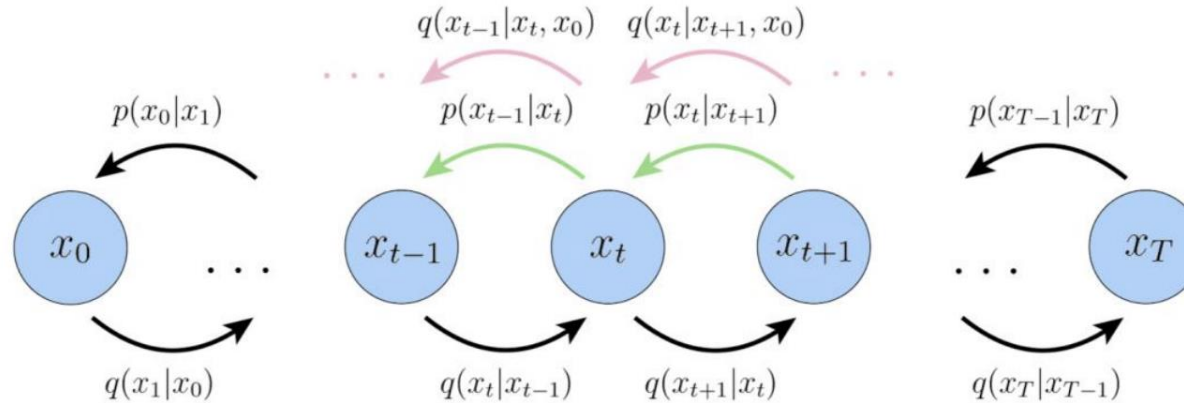 q(x_{t-1}|x_t, x_0) q(x_t|x_{t+1}, x_0)
. . . . . .
p(x_0|x_1) p(x_{t-1}|x_t) p(x_t|x_{t+1}) p(x_{T-1}|x_T)
x_0 . . . x_{t-1} x_t x_{t+1} . . . x_T
q(x_1|x_0) q(x_t|x_{t-1}) q(x_{t+1}|x_t) q(x_T|x_{T-1})